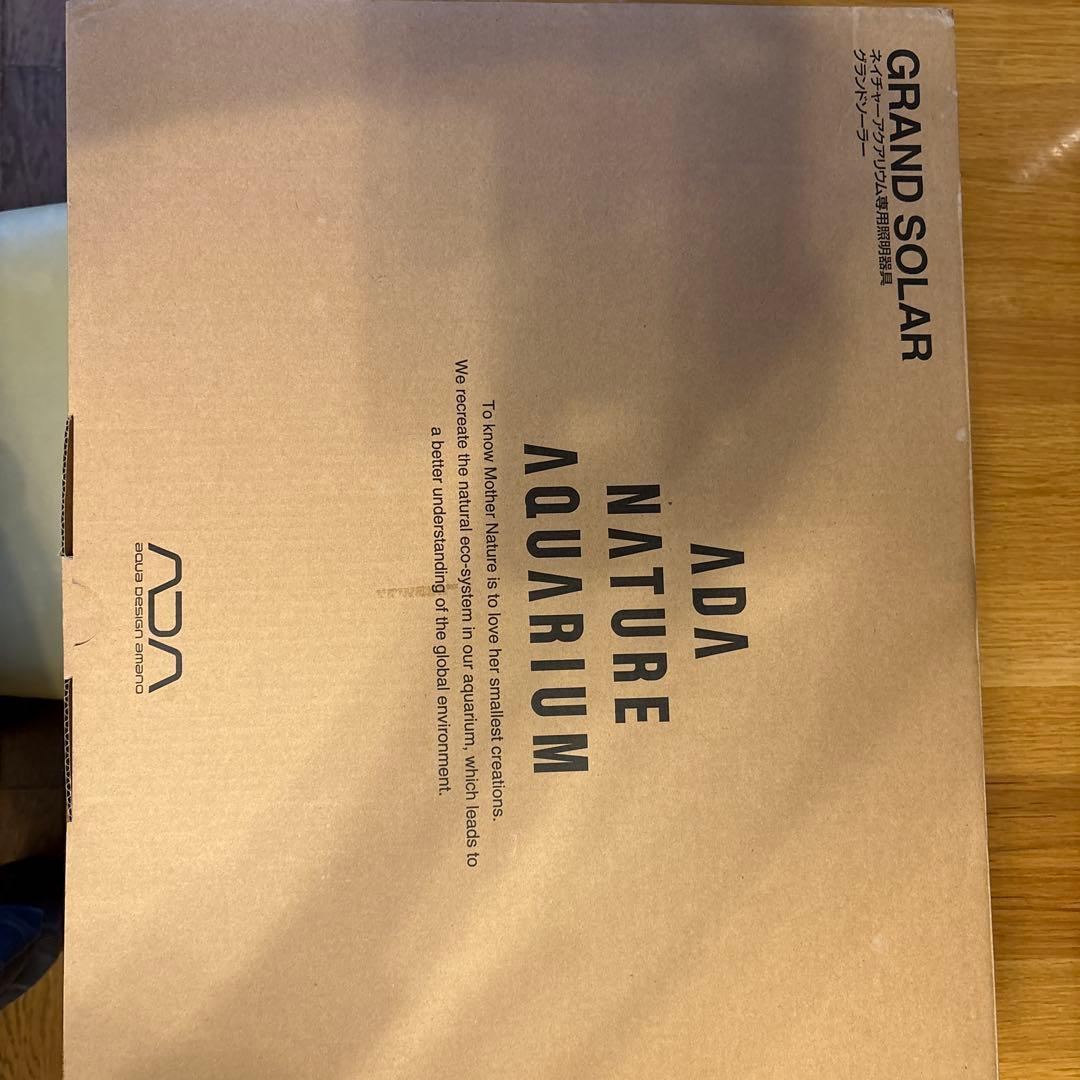 GRAND SOLAR
ネイチャーアクアリウム専用照明器具
グランドソーラー
ADA
NATURE
AQUARIUM
To know Mother Nature is to love her smallest creations.
We recreate the natural eco-system in our aquarium, which leads to
a better understanding of the global environment.
ADA
aqua design amano